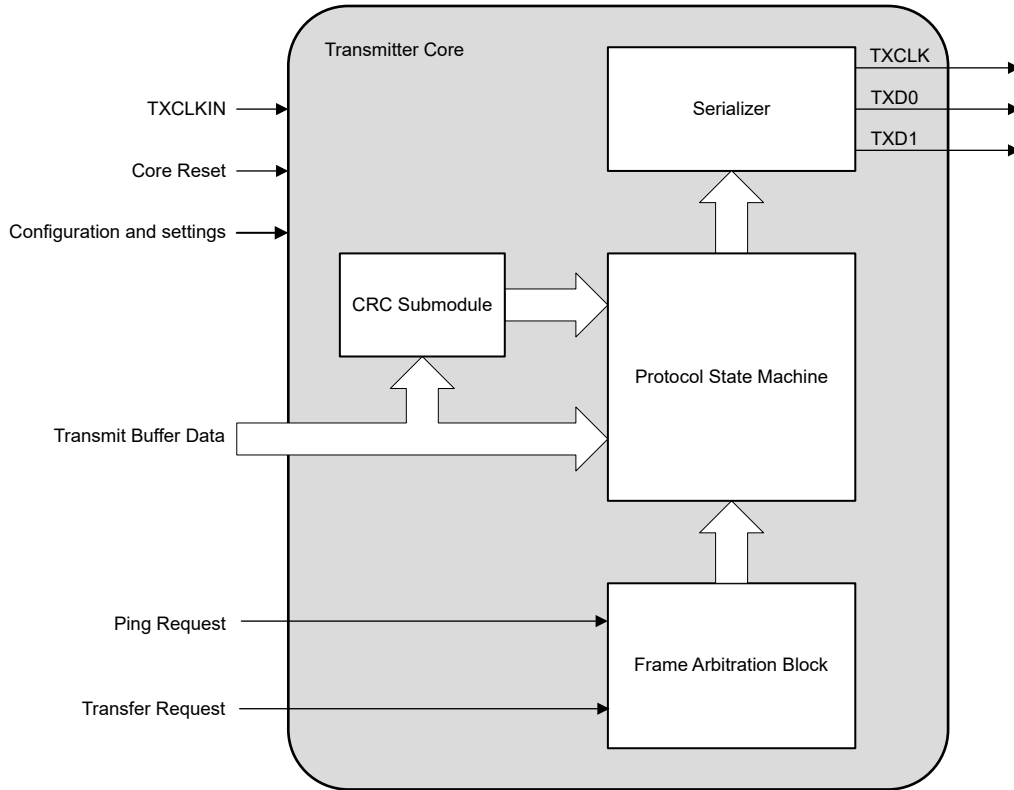 Transmitter Core
TXCLK
TXCLKIN
Serializer
TXD0
TXD1
Core Reset
Configuration and settings
CRC Submodule
Protocol State Machine
Transmit Buffer Data
Ping Request
Frame Arbitration Block
Transfer Request